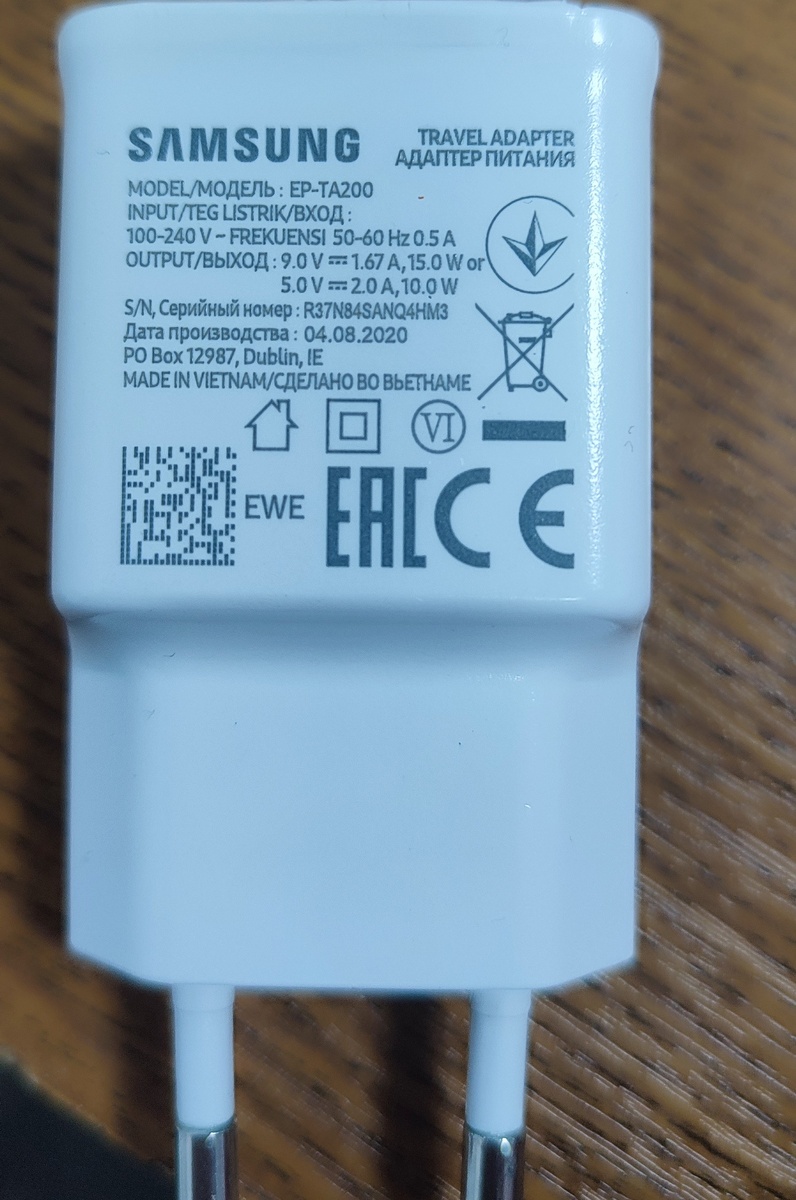 SAMSUNG
TRAVEL ADAPTER
АДАПТЕР ПИТАНИЯ
MODEL/МОДЕЛЬ : EP-TA200
INPUT/TEG LISTRIK/ВХОД :
100-240 V ~ FREKUENSI 50-60 Hz 0.5 A
OUTPUT/ВЫХОД : 9.0 V ⎓ 1.67 A, 15.0 W or
5.0 V ⎓ 2.0 A, 10.0 W
S/N, Серийный номер : R37N84SANQ4HM3
Дата производства : 04.08.2020
PO Box 12987, Dublin, IE
MADE IN VIETNAM/СДЕЛАНО ВО ВЬЕТНАМЕ
VI
EWE
EAC CE